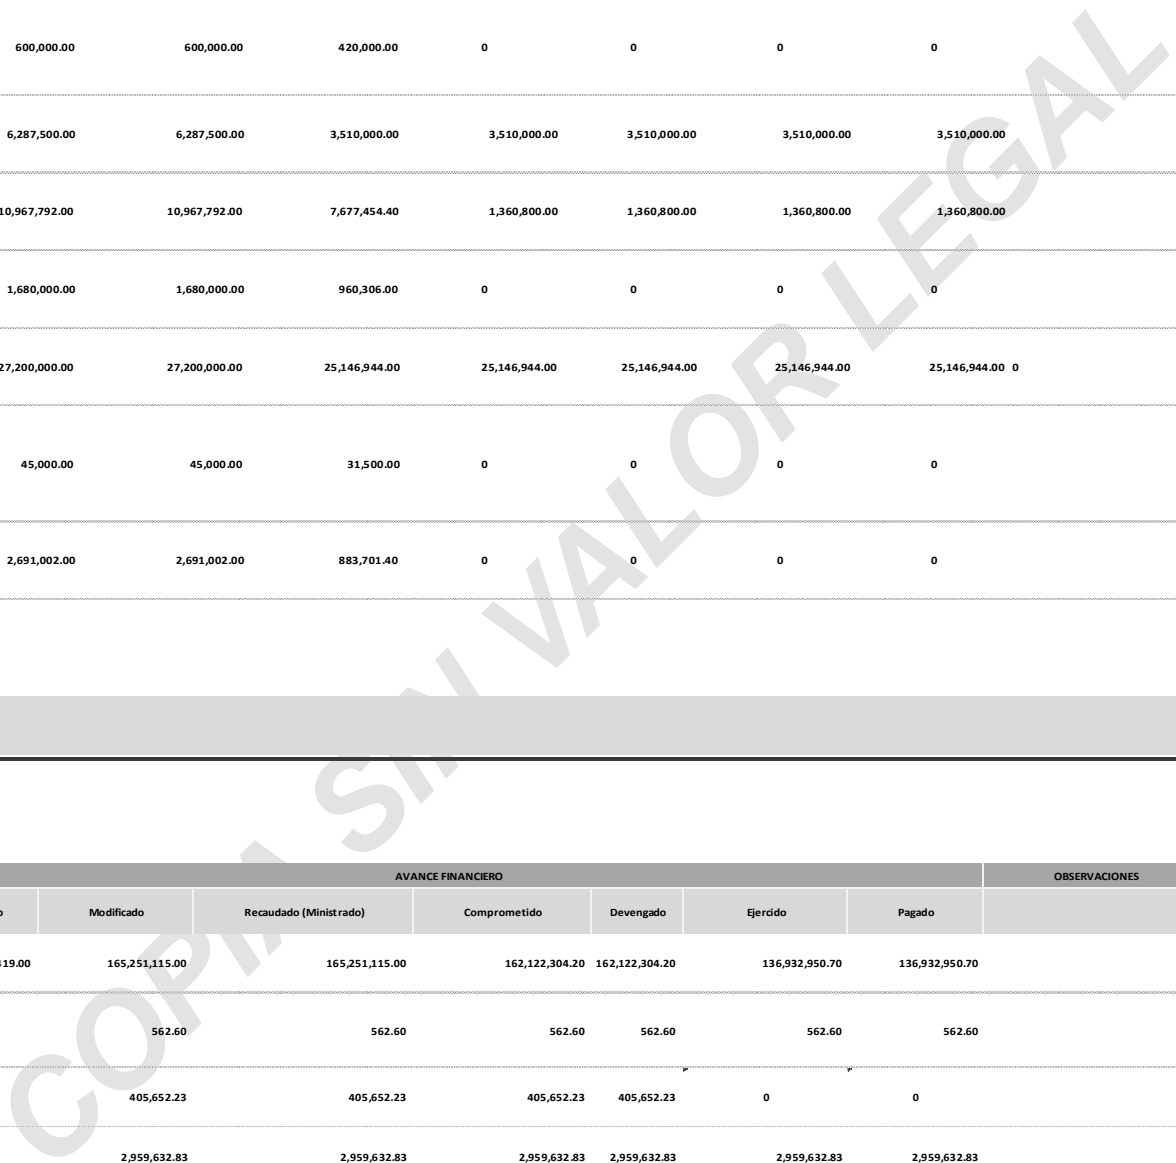 600,000.00 600,000.00 420,000.00 0 0 0 0
6,287,500.00 6,287,500.00 3,510,000.00 3,510,000.00 3,510,000.00 3,510,000.00 3,510,000.00
10,967,792.00 10,967,792.00 7,677,454.40 1,360,800.00 1,360,800.00 1,360,800.00 1,360,800.00
1,680,000.00 1,680,000.00 960,306.00 0 0 0 0
27,200,000.00 27,200,000.00 25,146,944.00 25,146,944.00 25,146,944.00 25,146,944.00 25,146,944.00 0
45,000.00 45,000.00 31,500.00 0 0 0 0
2,691,002.00 2,691,002.00 883,701.40 0 0 0 0
AVANCE FINANCIERO OBSERVACIONES
Modificado Recaudado (Ministrado) Comprometido Devengado Ejercido Pagado
419.00 165,251,115.00 165,251,115.00 162,122,304.20 162,122,304.20 136,932,950.70 136,932,950.70
562.60 562.60 562.60 562.60 562.60 562.60
405,652.23 405,652.23 405,652.23 405,652.23 0 0
2,959,632.83 2,959,632.83 2,959,632.83 2,959,632.83 2,959,632.83 2,959,632.83
COPIA SIN VALOR LEGAL